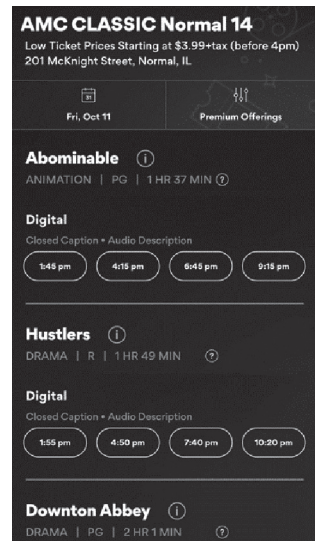 AMC CLASSIC Normal 14
Low Ticket Prices Starting at $3.99+tax (before 4pm)
201 McKnight Street, Normal, IL
31
Fri, Oct 11
Premium Offerings
Abominable i
ANIMATION | PG | 1 HR 37 MIN ?
Digital
Closed Caption • Audio Description
1:45 pm 4:15 pm 6:45 pm 9:15 pm
Hustlers i
DRAMA | R | 1 HR 49 MIN ?
Digital
Closed Caption • Audio Description
1:55 pm 4:50 pm 7:40 pm 10:20 pm
Downton Abbey i
DRAMA | PG | 2 HR 1 MIN ?